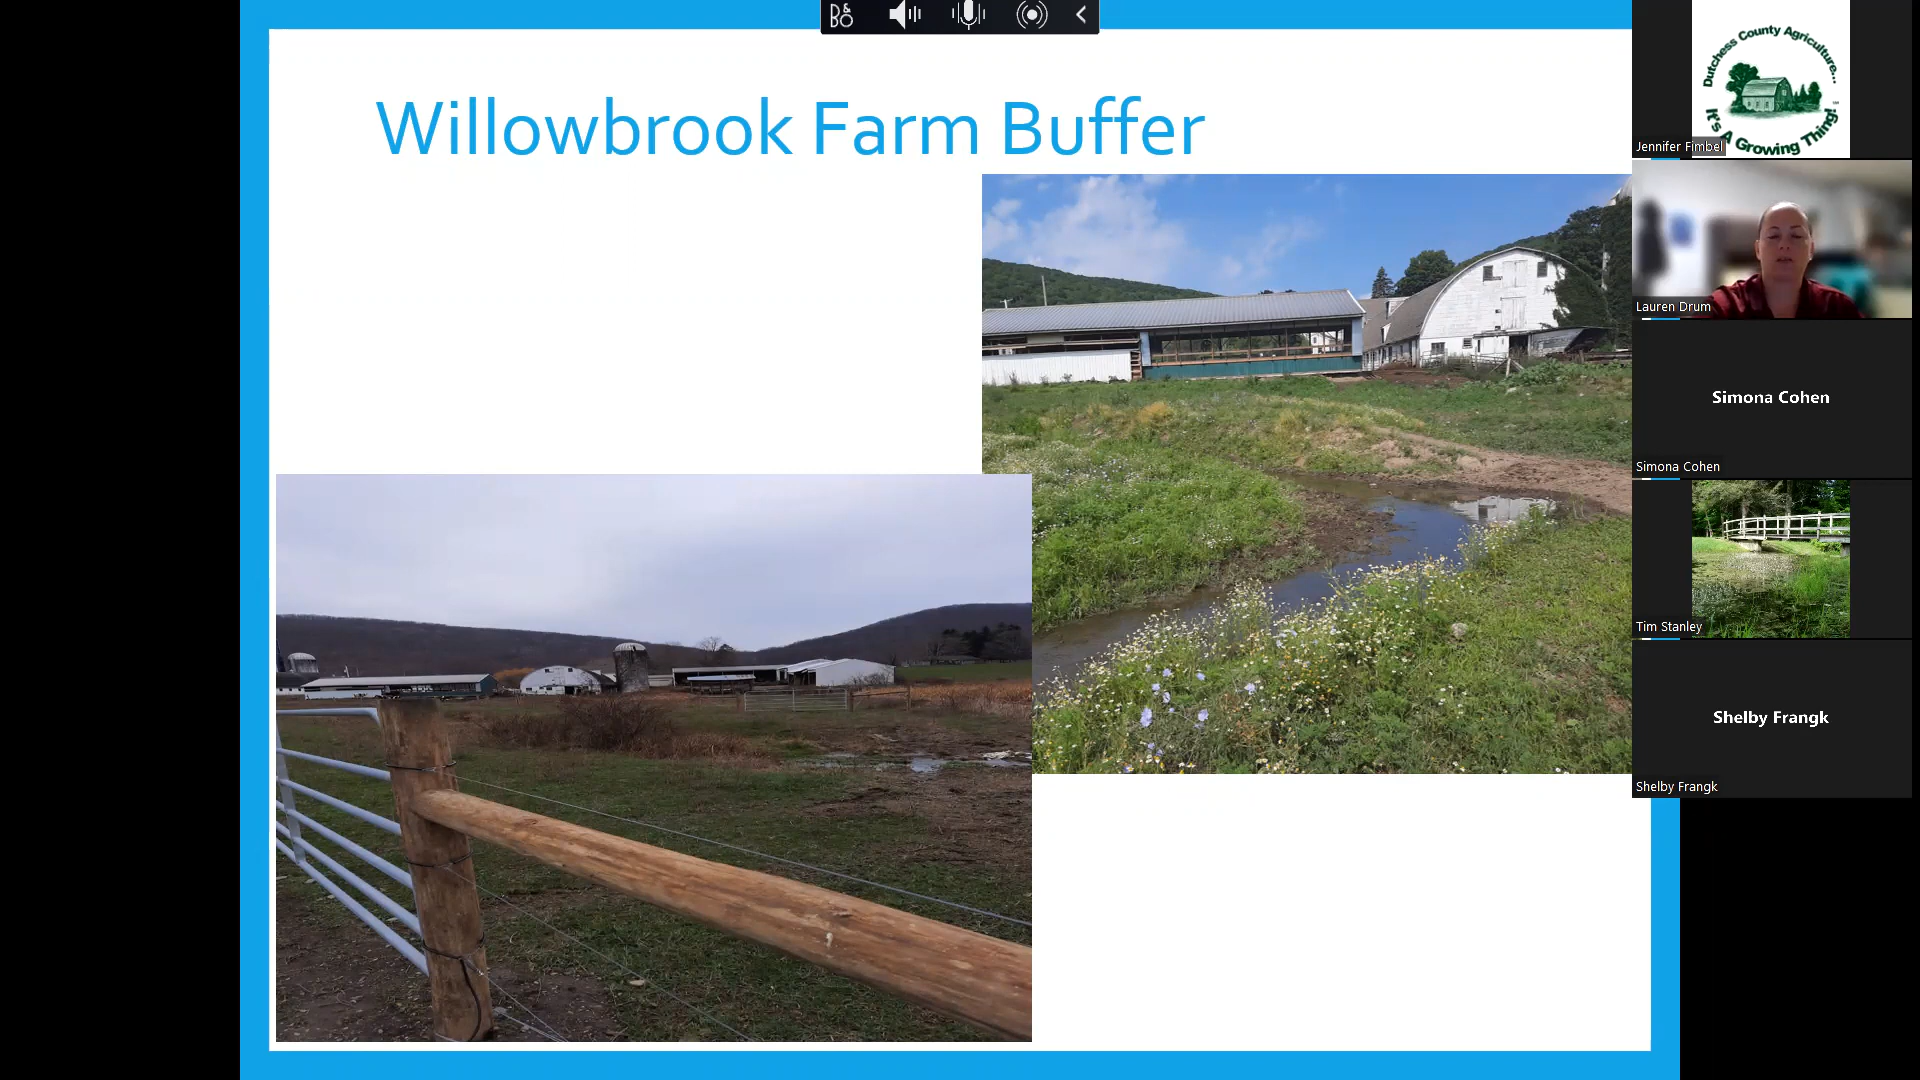 B&O
Willowbrook Farm Buffer
Dutchess County Agriculture...
It's A Growing Thing!
Jennifer Fimbel
Lauren Drum
Simona Cohen
Simona Cohen
Tim Stanley
Shelby Frangk
Shelby Frangk